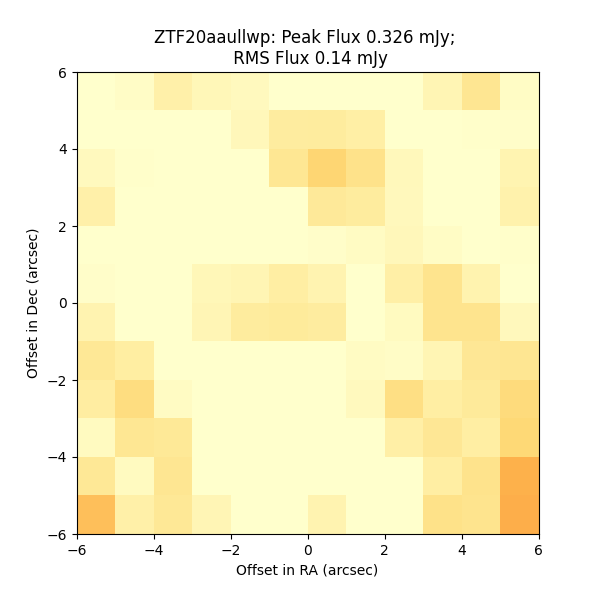 ZTF20aaullwp: Peak Flux 0.326 mJy;
RMS Flux 0.14 mJy
6
4
2
0
−2
−4
−6
Offset in Dec (arcsec)
−6 −4 −2 0 2 4 6
Offset in RA (arcsec)